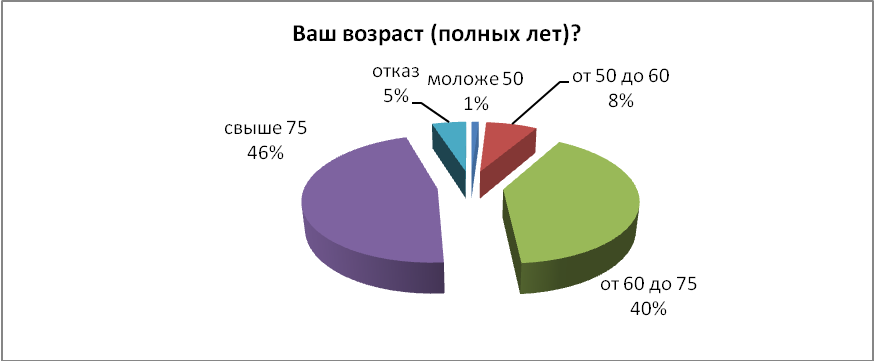 Ваш возраст (полных лет)?
отказ
5%
моложе 50
1%
от 50 до 60
8%
свыше 75
46%
от 60 до 75
40%